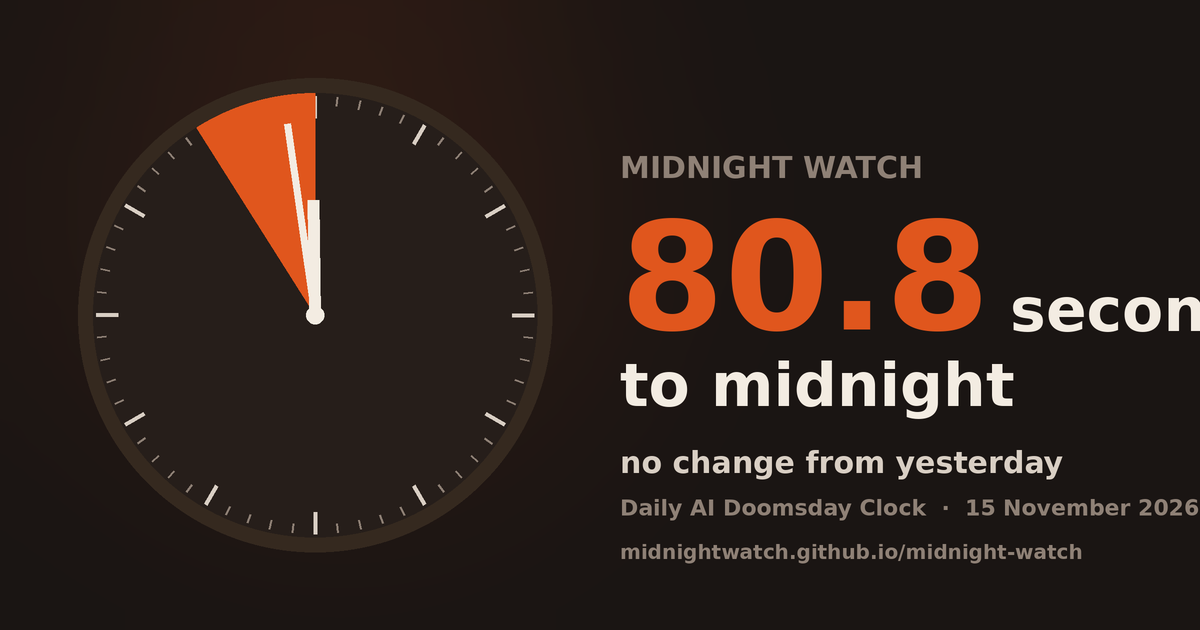 MIDNIGHT WATCH
80.8 secon
to midnight
no change from yesterday
Daily AI Doomsday Clock · 15 November 2026
midnightwatch.github.io/midnight-watch